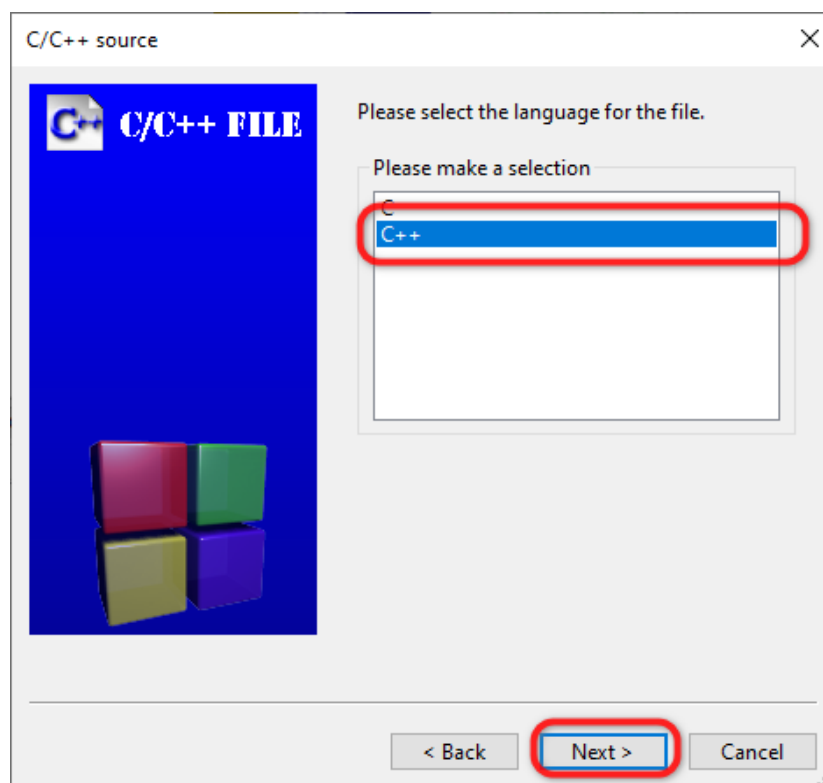 C/C++ source
C++ C/C++ FILE
Please select the language for the file.
Please make a selection
C
C++
< Back Next > Cancel